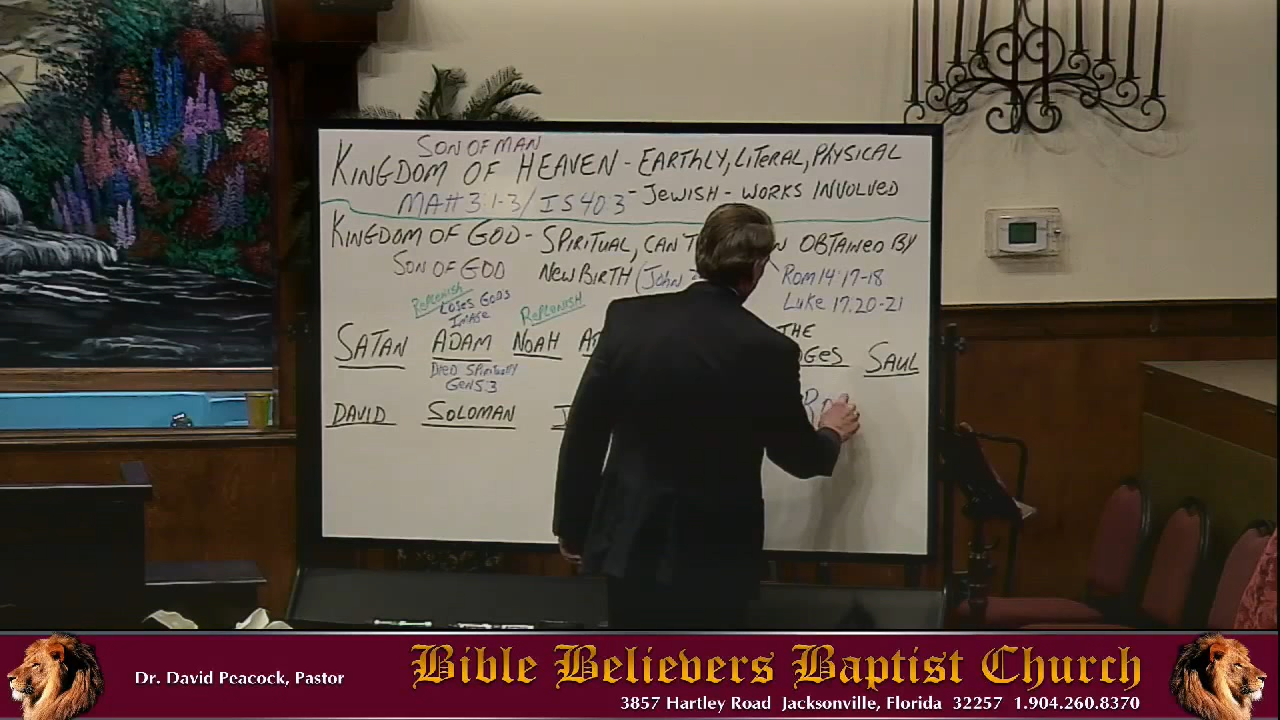 SON OF MAN
KINGDOM OF HEAVEN - EARTHLY, LITERAL, PHYSICAL
MATT 3:1-3/ IS 40:3 - JEWISH - WORKS INVOLVED
KINGDOM OF GOD - SPIRITUAL, CAN'T OBTAINED BY
SON OF GOD NEW BIRTH (John ROM 14:17-18
Luke 17:20-21
REPLENISH LOSES GOD'S IMAGE REPLENISH
SATAN ADAM NOAH THE SAUL
DIED SPIRITUALLY
GEN 5:3
DAVID SOLOMAN
Dr. David Peacock, Pastor
Bible Believers Baptist Church
3857 Hartley Road Jacksonville, Florida 32257 1.904.260.8370